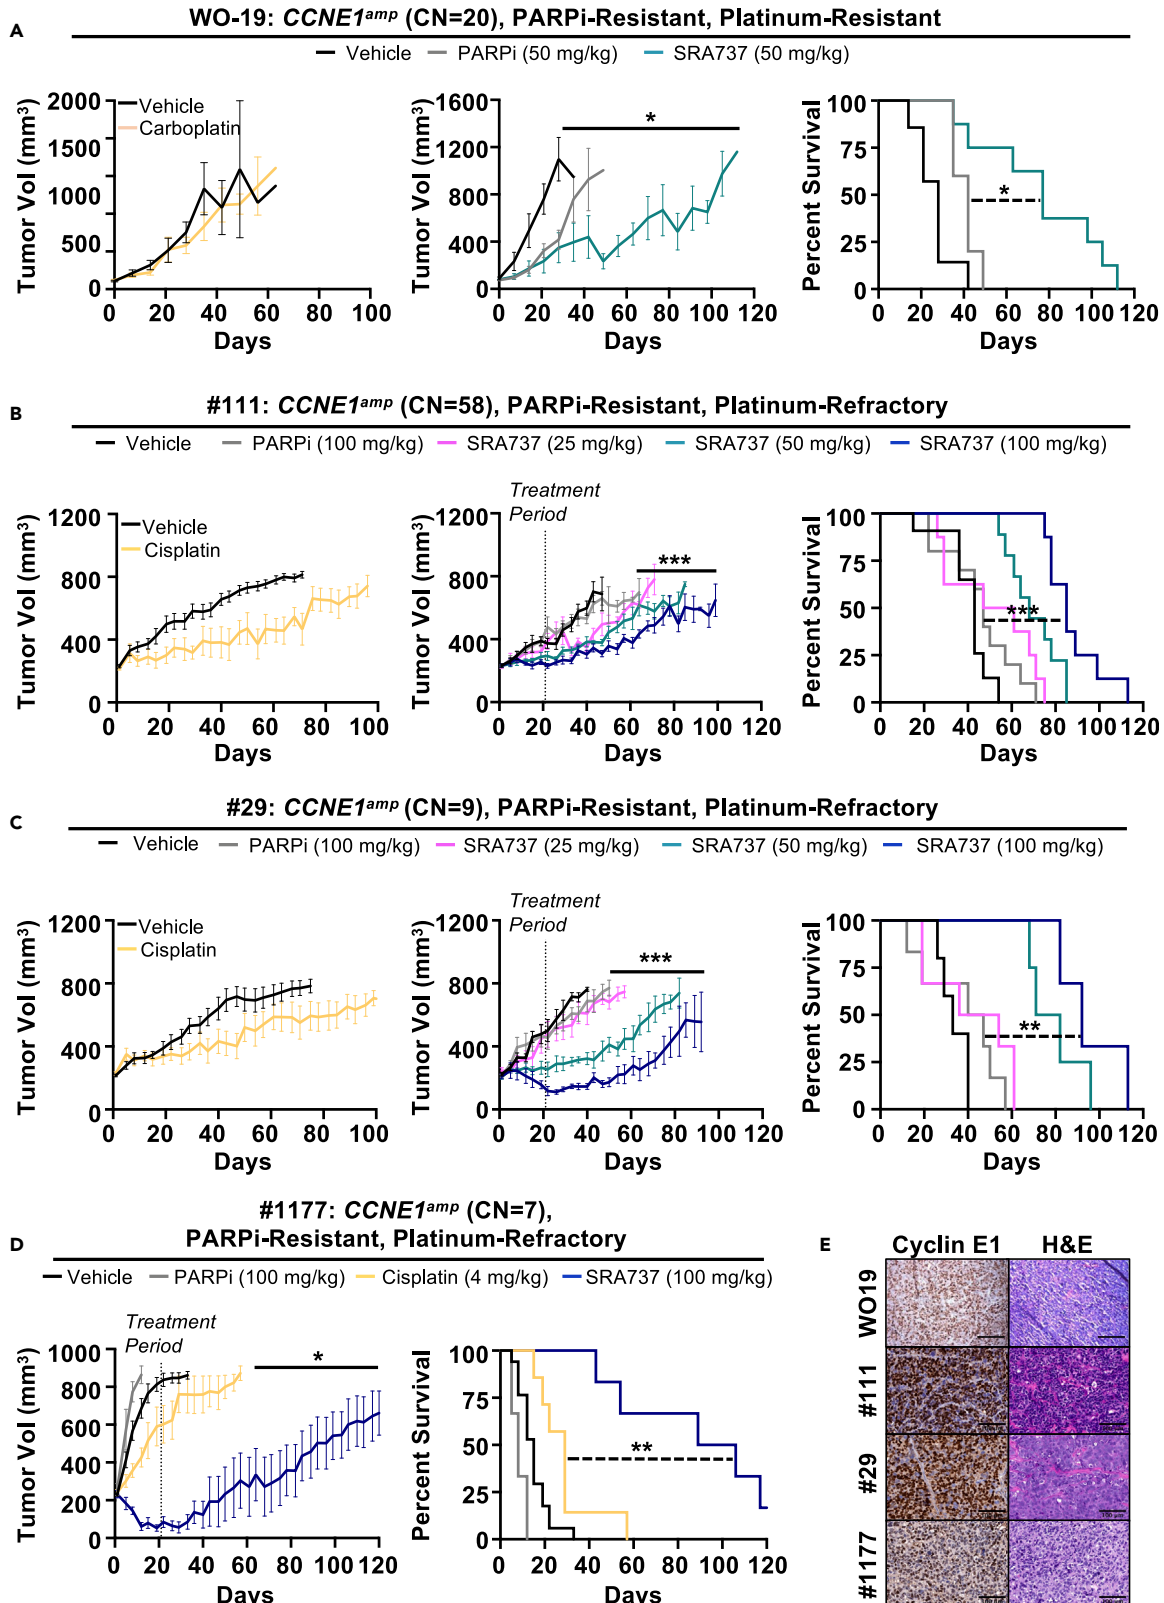 A
WO-19: CCNE1amp (CN=20), PARPi-Resistant, Platinum-Resistant
Vehicle PARPi (50 mg/kg) SRA737 (50 mg/kg)
Tumor Vol (mm³)
2000
1500
1000
500
0
Vehicle
Carboplatin
0 20 40 60 80 100
Days
Tumor Vol (mm³)
1600
1200
800
400
0
*
0 20 40 60 80 100 120
Days
Percent Survival
100
75
50
25
0
*
0 20 40 60 80 100 120
Days
B
#111: CCNE1amp (CN=58), PARPi-Resistant, Platinum-Refractory
Vehicle PARPi (100 mg/kg) SRA737 (25 mg/kg) SRA737 (50 mg/kg) SRA737 (100 mg/kg)
Tumor Vol (mm³)
1200
800
400
0
Vehicle
Cisplatin
0 20 40 60 80 100
Days
Treatment
Period
Tumor Vol (mm³)
1200
800
400
0
***
0 20 40 60 80 100 120
Days
Percent Survival
100
75
50
25
0
***
0 20 40 60 80 100 120
Days
C
#29: CCNE1amp (CN=9), PARPi-Resistant, Platinum-Refractory
Vehicle PARPi (100 mg/kg) SRA737 (25 mg/kg) SRA737 (50 mg/kg) SRA737 (100 mg/kg)
Tumor Vol (mm³)
1200
800
400
0
Vehicle
Cisplatin
0 20 40 60 80 100
Days
Treatment
Period
Tumor Vol (mm³)
1200
800
400
0
***
0 20 40 60 80 100 120
Days
Percent Survival
100
75
50
25
0
**
0 20 40 60 80 100 120
Days
D
#1177: CCNE1amp (CN=7),
PARPi-Resistant, Platinum-Refractory
Vehicle PARPi (100 mg/kg) Cisplatin (4 mg/kg) SRA737 (100 mg/kg)
Treatment
Period
Tumor Vol (mm³)
1000
800
600
400
200
0
*
0 20 40 60 80 100 120
Days
Percent Survival
100
75
50
25
0
**
0 20 40 60 80 100 120
Days
E
Cyclin E1 H&E
WO19
#111
#29
#1177